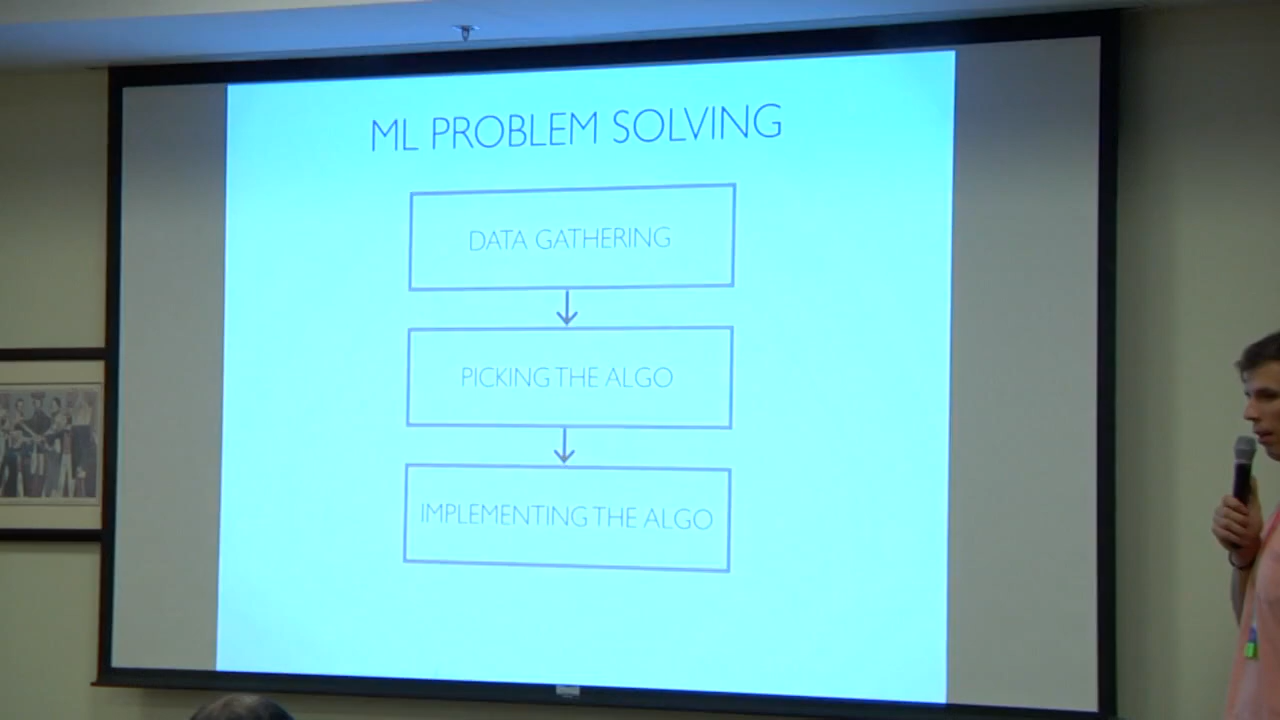 ML PROBLEM SOLVING
DATA GATHERING
PICKING THE ALGO
IMPLEMENTING THE ALGO